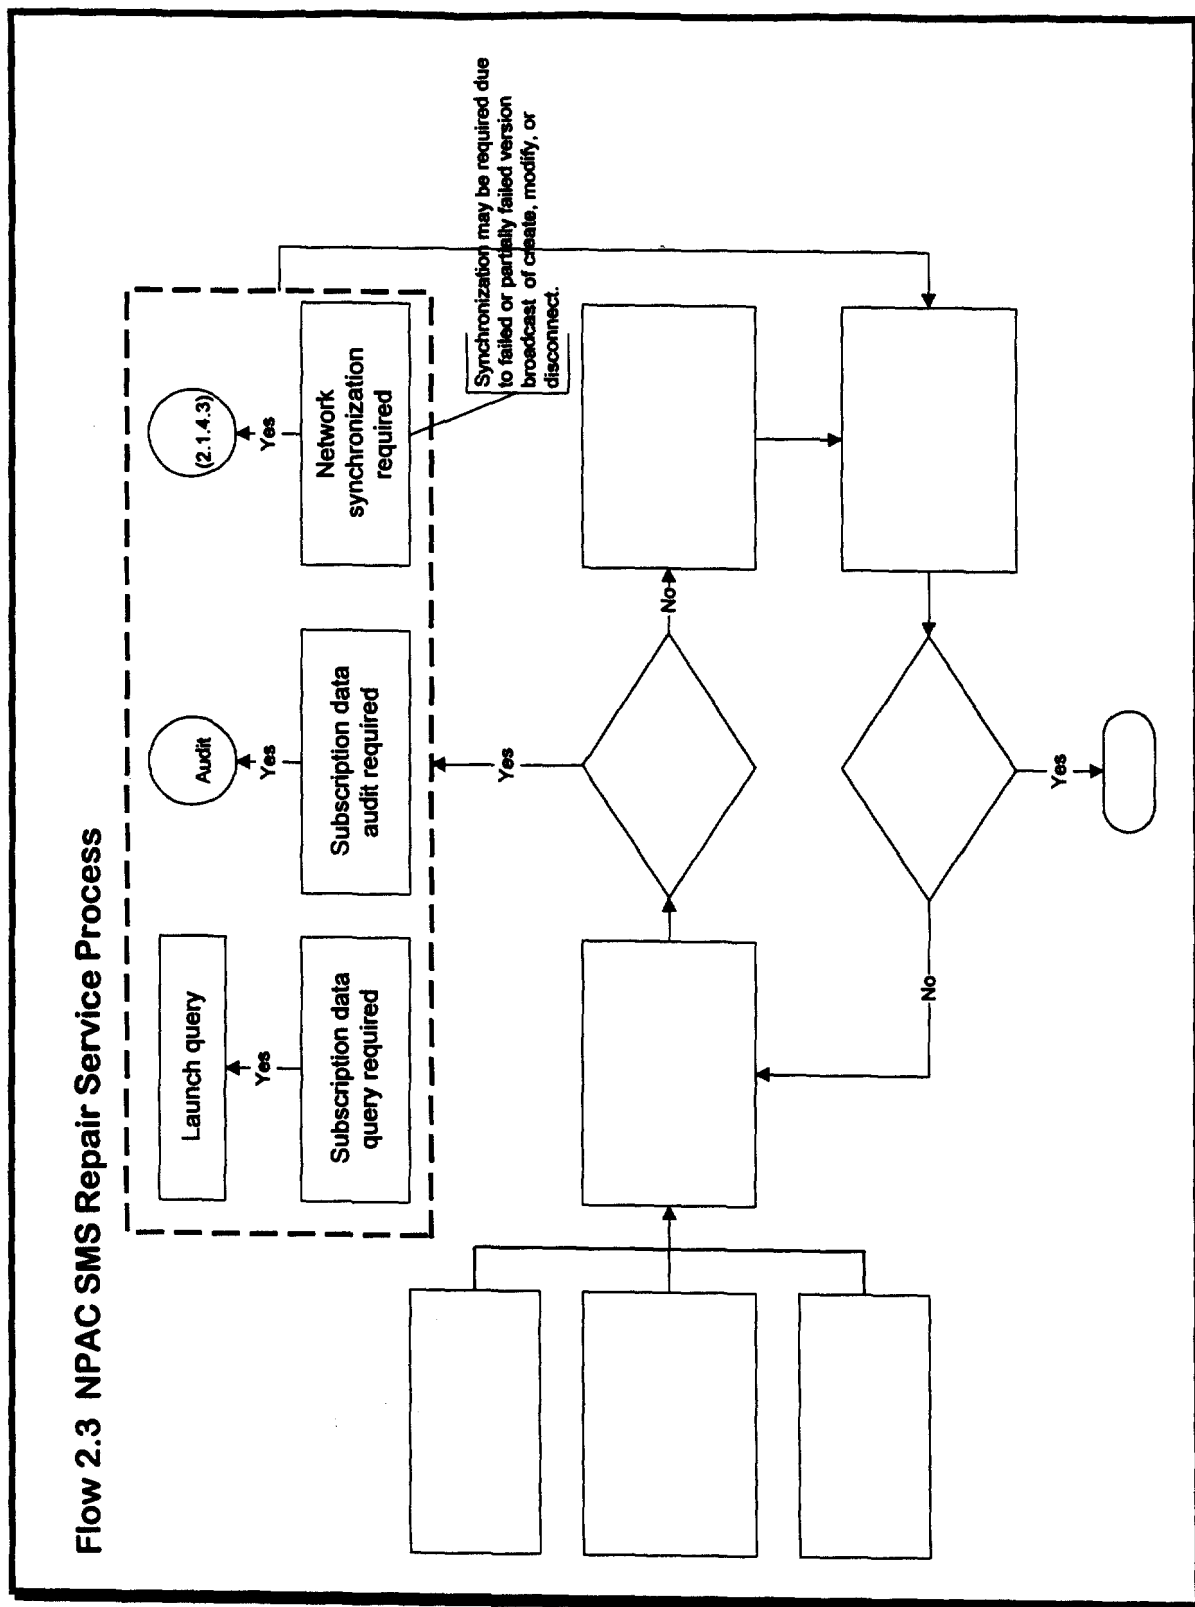 Flow 2.3 NPAC SMS Repair Service Process
Launch query
Yes
Subscription data
query required
Audit
Yes
Subscription data
audit required
(2.1.4.3)
Yes
Network
synchronization
required
Synchronization may be required due
to failed or partially failed version
broadcast of create, modify, or
disconnect.
Yes
No
No
Yes